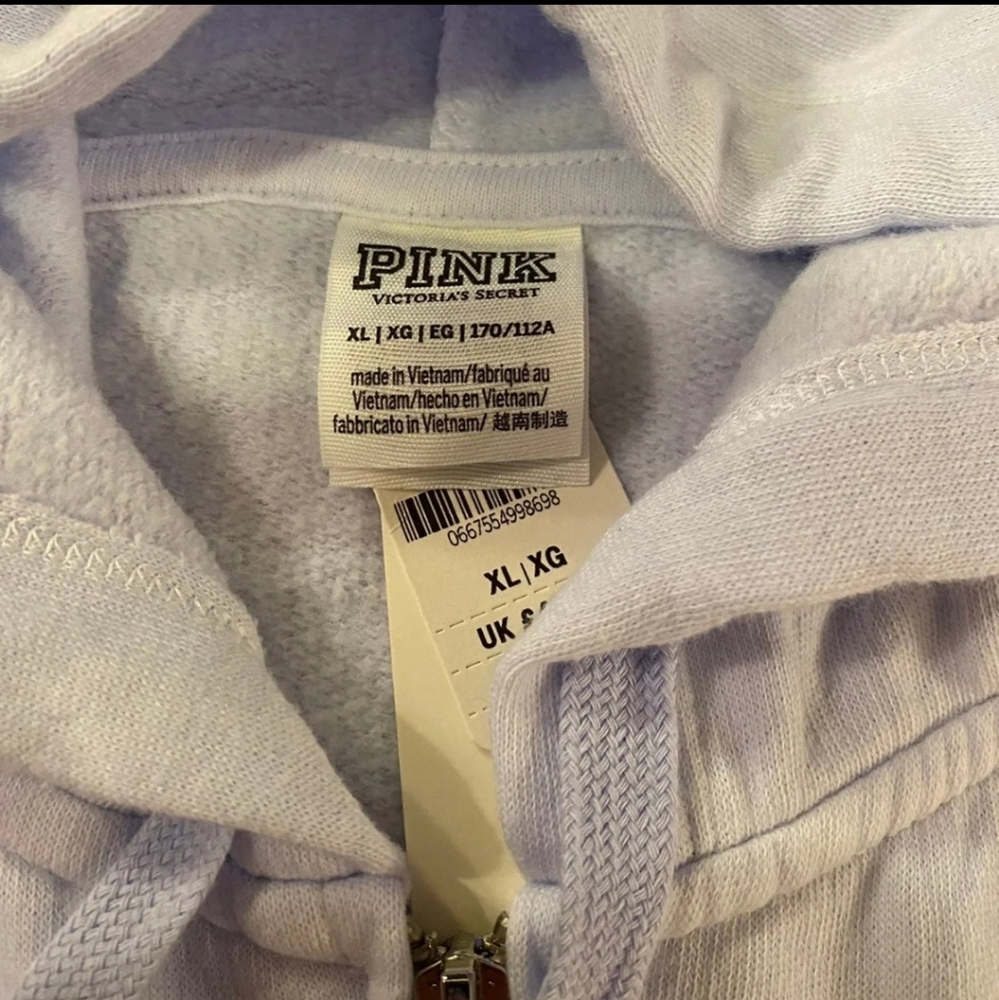 PINK
VICTORIA'S SECRET
XL | XG | EG | 170/112A
made in Vietnam/fabriqué au
Vietnam/hecho en Vietnam/
fabbricato in Vietnam/ 越南制造
0667554998698
XL|XG
UK